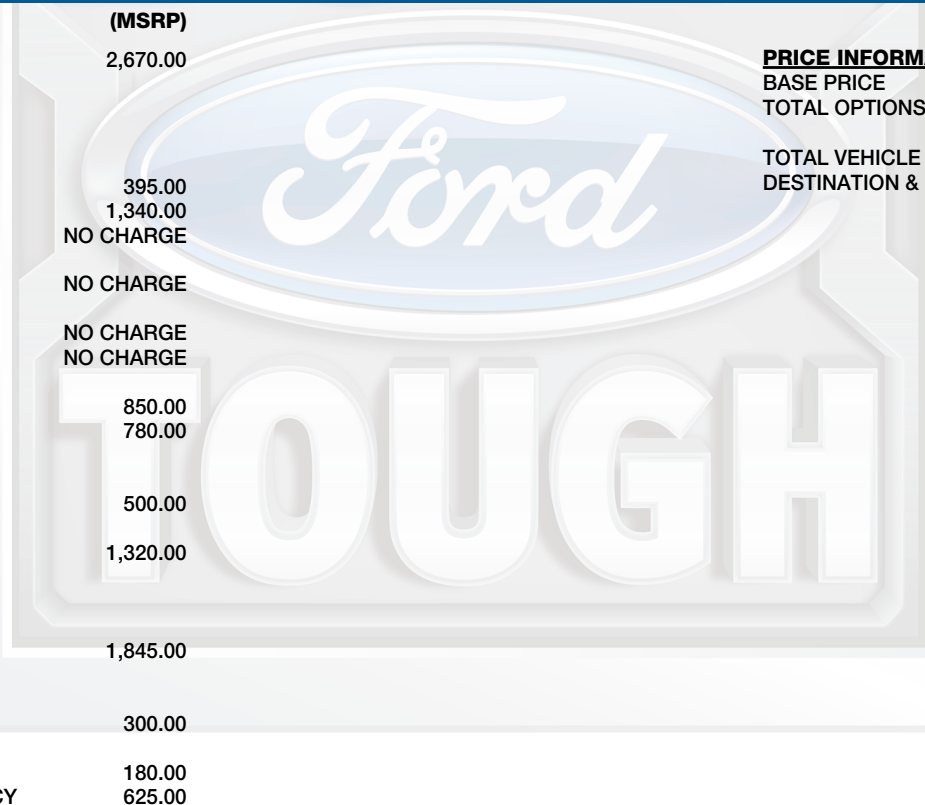 (MSRP)
2,670.00
395.00
1,340.00
NO CHARGE
NO CHARGE
NO CHARGE
NO CHARGE
850.00
780.00
500.00
1,320.00
1,845.00
300.00
180.00
CY 625.00
PRICE INFORMA
BASE PRICE
TOTAL OPTIONS
TOTAL VEHICLE
DESTINATION &
Ford
TOUGH